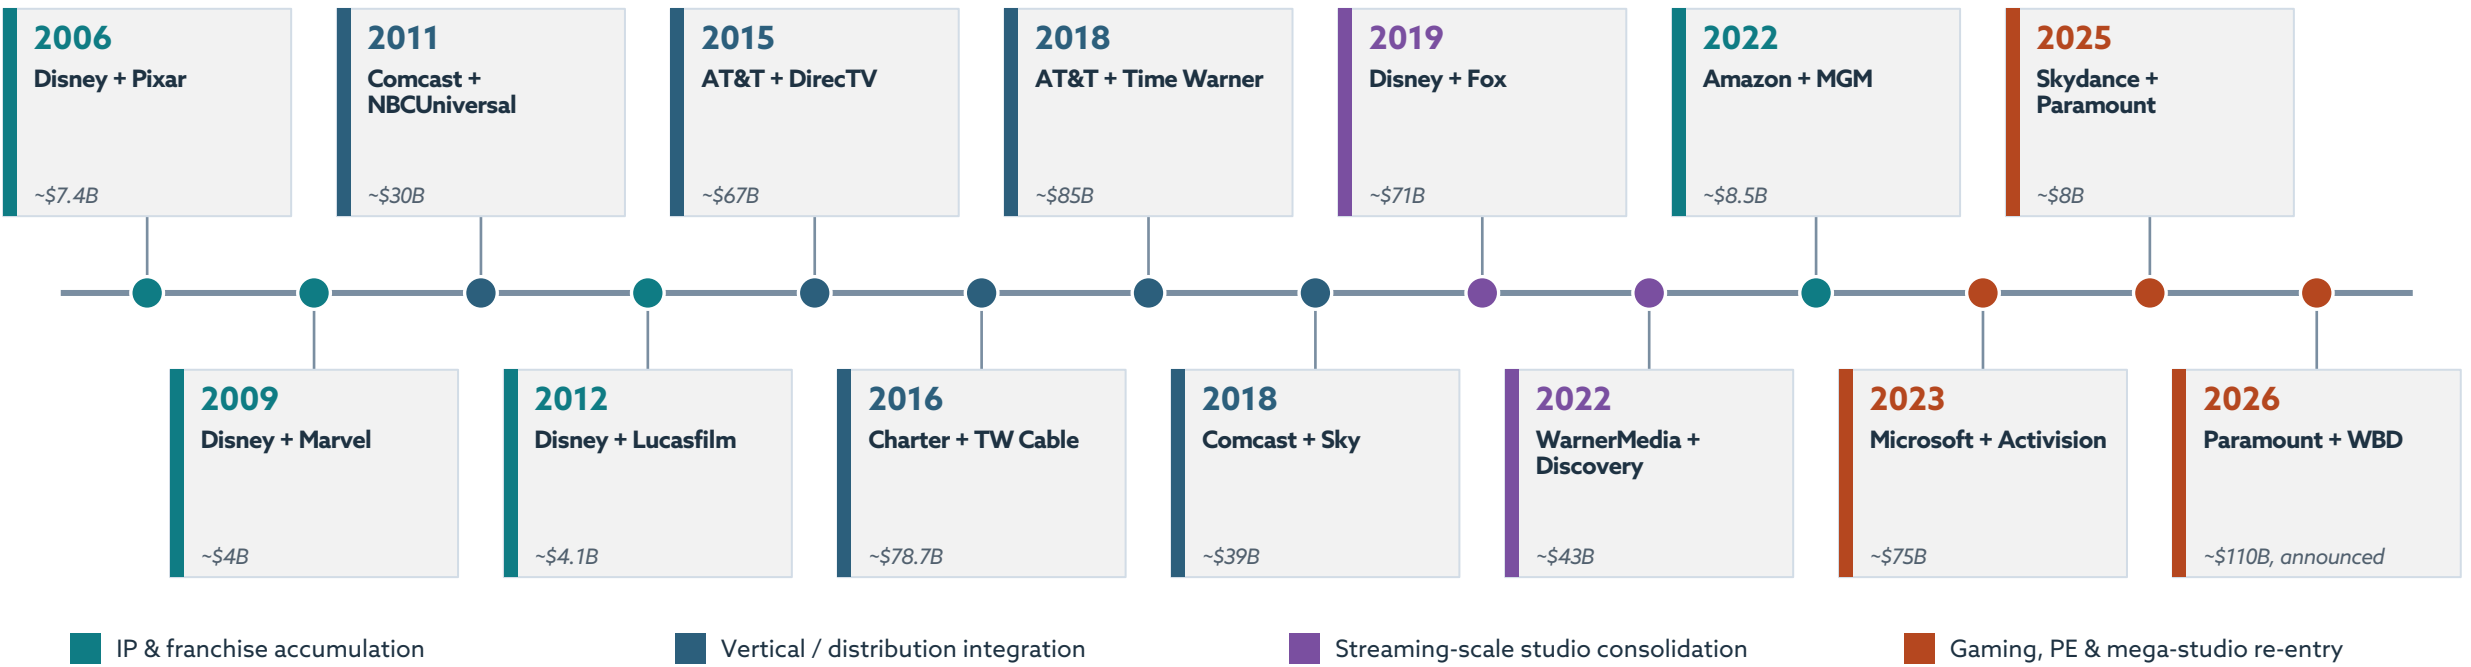 2006
Disney + Pixar
~$7.4B
2011
Comcast +
NBCUniversal
~$30B
2015
AT&T + DirecTV
~$67B
2018
AT&T + Time Warner
~$85B
2019
Disney + Fox
~$71B
2022
Amazon + MGM
~$8.5B
2025
Skydance +
Paramount
~$8B
2009
Disney + Marvel
~$4B
2012
Disney + Lucasfilm
~$4.1B
2016
Charter + TW Cable
~$78.7B
2018
Comcast + Sky
~$39B
2022
WarnerMedia +
Discovery
~$43B
2023
Microsoft + Activision
~$75B
2026
Paramount + WBD
~$110B, announced
IP & franchise accumulation
Vertical / distribution integration
Streaming-scale studio consolidation
Gaming, PE & mega-studio re-entry